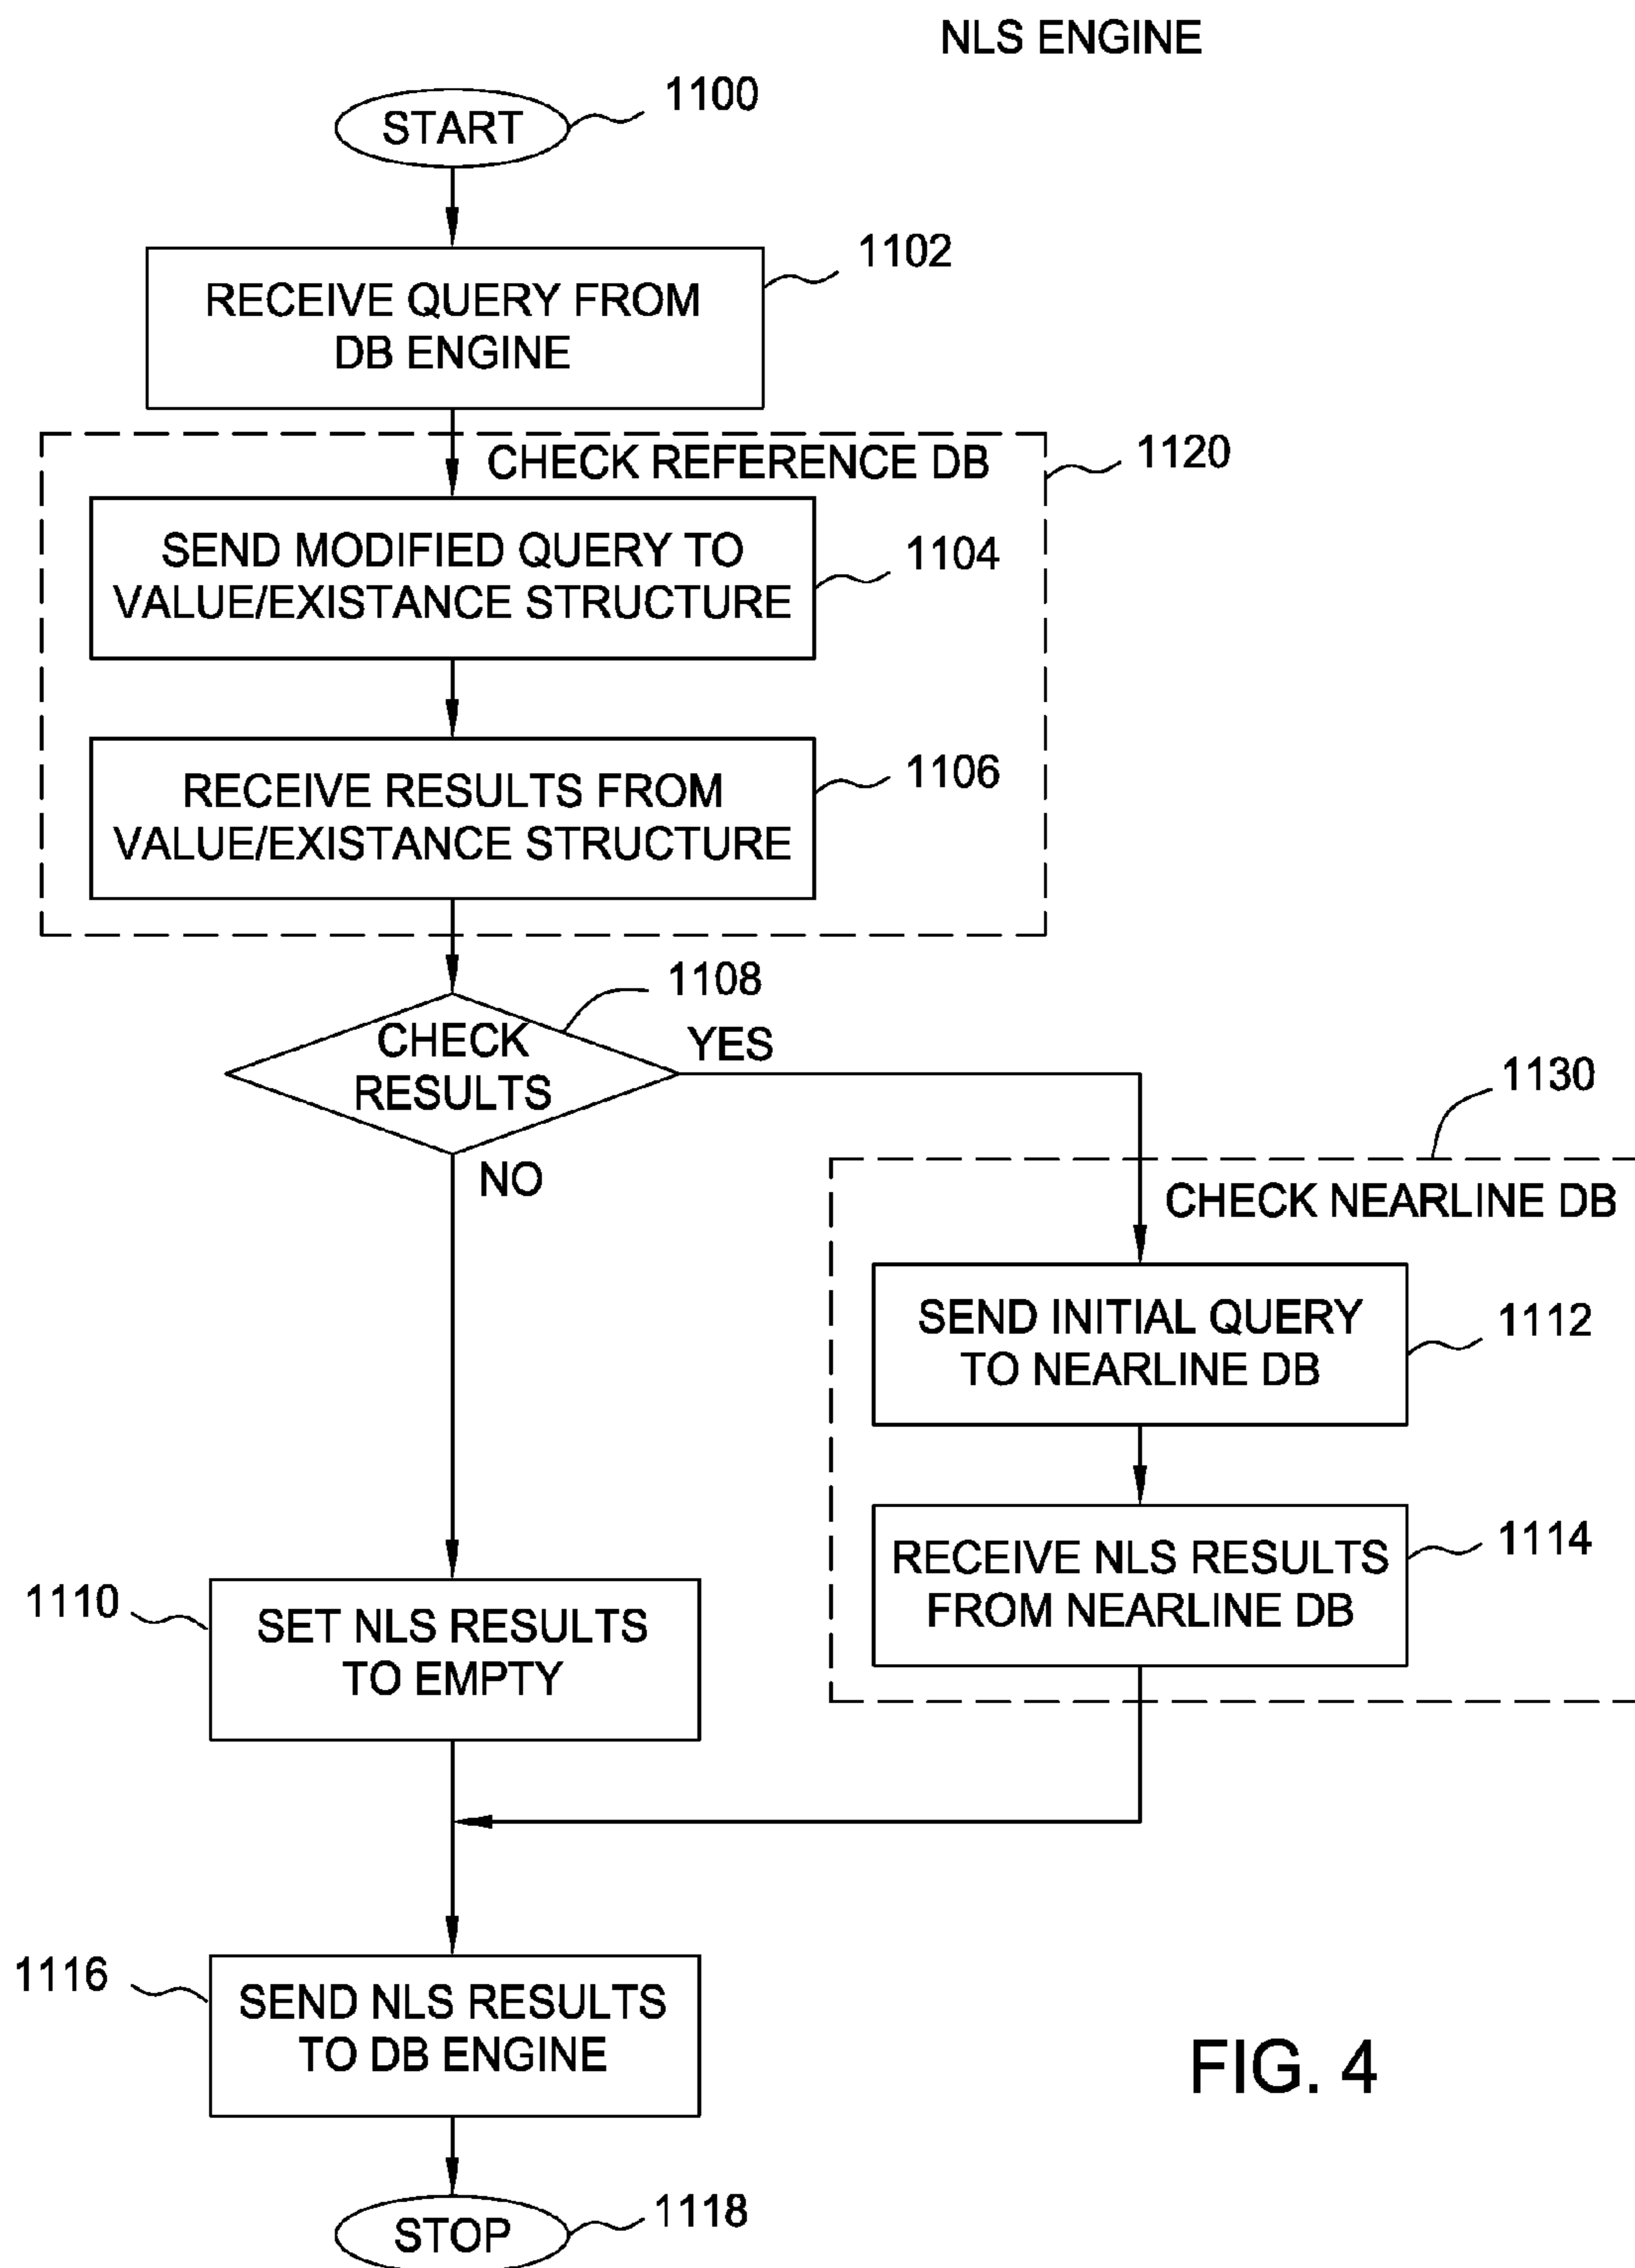 NLS ENGINE
START
1100
RECEIVE QUERY FROM
DB ENGINE
1102
CHECK REFERENCE DB
1120
SEND MODIFIED QUERY TO
VALUE/EXISTANCE STRUCTURE
1104
RECEIVE RESULTS FROM
VALUE/EXISTANCE STRUCTURE
1106
CHECK
RESULTS
1108
YES
NO
1130
CHECK NEARLINE DB
SEND INITIAL QUERY
TO NEARLINE DB
1112
RECEIVE NLS RESULTS
FROM NEARLINE DB
1114
1110
SET NLS RESULTS
TO EMPTY
1116
SEND NLS RESULTS
TO DB ENGINE
STOP
1118
FIG. 4